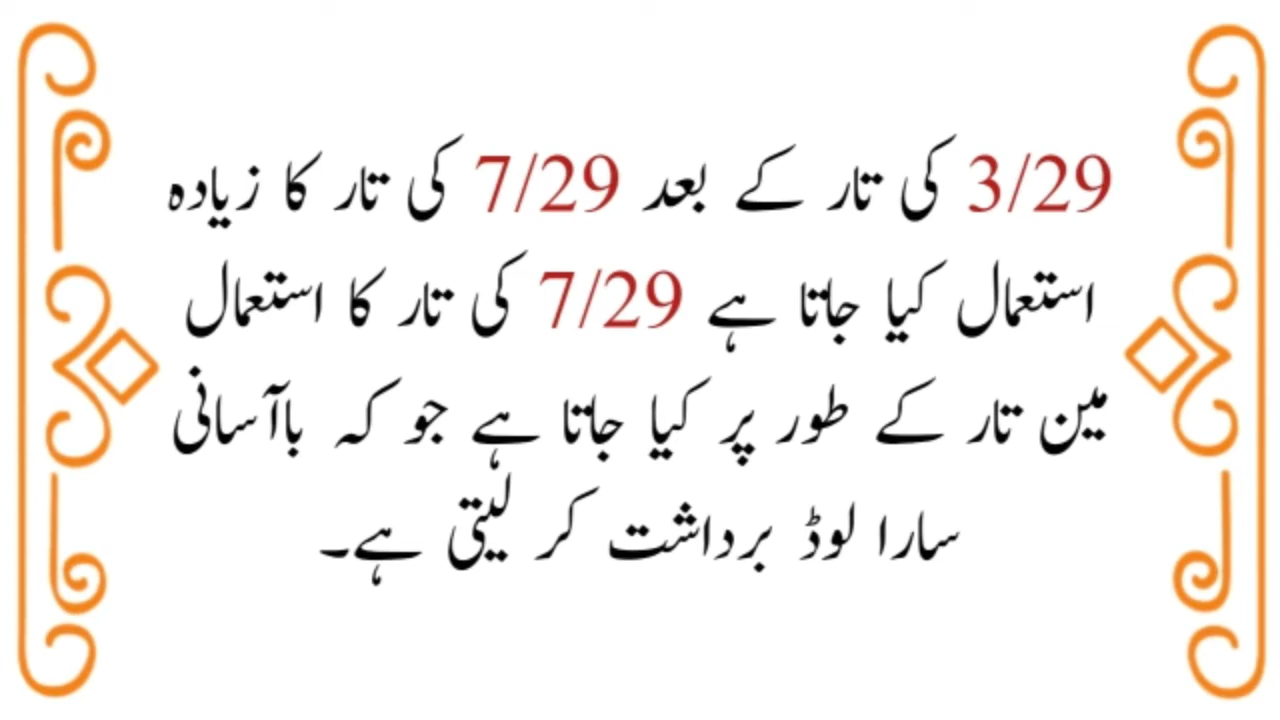 3/29 کی تار کے بعد 7/29 کی تار کا زیادہ
استعمال کیا جاتا ہے 7/29 کی تار کا استعمال
مین تار کے طور پر کیا جاتا ہے جو کہ باآسانی
سارا لوڈ برداشت کر لیتی ہے۔